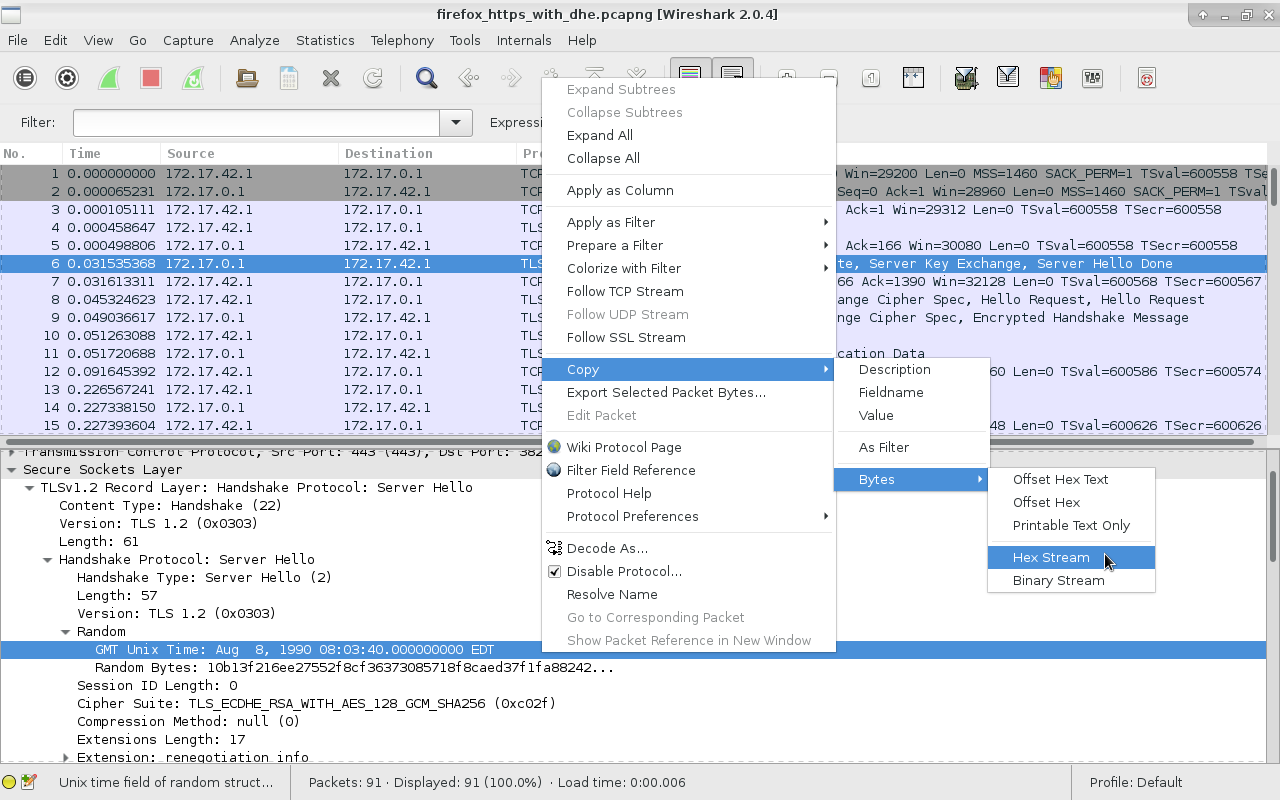 firefox_https_with_dhe.pcapng [Wireshark 2.0.4]
File Edit View Go Capture Analyze Statistics Telephony Tools Internals Help
Filter: Expressi
No. Time Source Destination
1 0.000000000 172.17.42.1 172.17.0.1 TCP Win=29200 Len=0 MSS=1460 SACK_PERM=1 TSval=600558 TSe
2 0.000065231 172.17.0.1 172.17.42.1 TCP Seq=0 Ack=1 Win=28960 Len=0 MSS=1460 SACK_PERM=1 TSval
3 0.000105111 172.17.42.1 172.17.0.1 TCP Ack=1 Win=29312 Len=0 TSval=600558 TSecr=600558
4 0.000458647 172.17.42.1 172.17.0.1 TLS
5 0.000498806 172.17.0.1 172.17.42.1 TCP Ack=166 Win=30080 Len=0 TSval=600558 TSecr=600558
6 0.031535368 172.17.0.1 172.17.42.1 TLS te, Server Key Exchange, Server Hello Done
7 0.031613311 172.17.42.1 172.17.0.1 TCP 66 Ack=1390 Win=32128 Len=0 TSval=600568 TSecr=600567
8 0.045324623 172.17.42.1 172.17.0.1 TLS ange Cipher Spec, Hello Request, Hello Request
9 0.049036617 172.17.0.1 172.17.42.1 TLS nge Cipher Spec, Encrypted Handshake Message
10 0.051263088 172.17.42.1 172.17.0.1 TLS
11 0.051720688 172.17.0.1 172.17.42.1 TLS cation Data
12 0.091645392 172.17.42.1 172.17.0.1 TCP 60 Len=0 TSval=600586 TSecr=600574
13 0.226567241 172.17.42.1 172.17.0.1 TLS
14 0.227338150 172.17.0.1 172.17.42.1 TLS
15 0.227393604 172.17.42.1 172.17.0.1 TCP 48 Len=0 TSval=600626 TSecr=600626
Expand Subtrees
Collapse Subtrees
Expand All
Collapse All
Apply as Column
Apply as Filter
Prepare a Filter
Colorize with Filter
Follow TCP Stream
Follow UDP Stream
Follow SSL Stream
Copy
Export Selected Packet Bytes...
Edit Packet
Wiki Protocol Page
Filter Field Reference
Protocol Help
Protocol Preferences
Decode As...
Disable Protocol...
Resolve Name
Go to Corresponding Packet
Show Packet Reference in New Window
Description
Fieldname
Value
As Filter
Bytes
Offset Hex Text
Offset Hex
Printable Text Only
Hex Stream
Binary Stream
Transmission Control Protocol, Src Port: 443 (443), Dst Port: 382
Secure Sockets Layer
TLSv1.2 Record Layer: Handshake Protocol: Server Hello
Content Type: Handshake (22)
Version: TLS 1.2 (0x0303)
Length: 61
Handshake Protocol: Server Hello
Handshake Type: Server Hello (2)
Length: 57
Version: TLS 1.2 (0x0303)
Random
GMT Unix Time: Aug  8, 1990 08:03:40.000000000 EDT
Random Bytes: 10b13f216ee27552f8cf36373085718f8caed37f1fa88242...
Session ID Length: 0
Cipher Suite: TLS_ECDHE_RSA_WITH_AES_128_GCM_SHA256 (0xc02f)
Compression Method: null (0)
Extensions Length: 17
Extension: renegotiation_info
Unix time field of random struct... Packets: 91 · Displayed: 91 (100.0%) · Load time: 0:00.006 Profile: Default